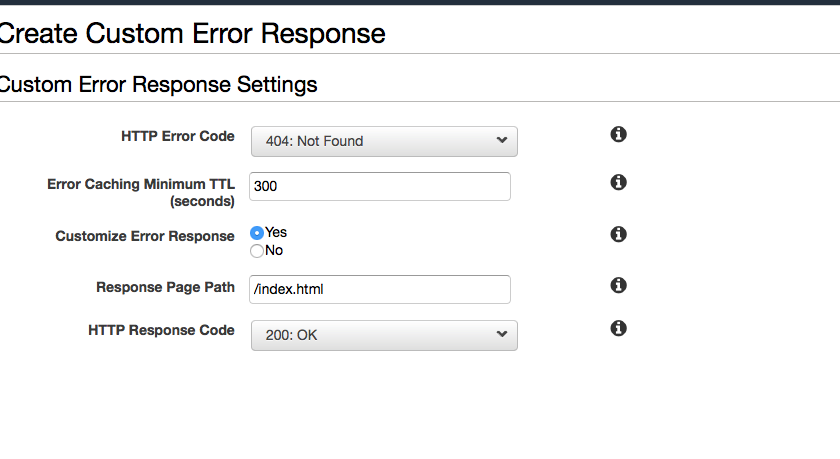 Create Custom Error Response
Custom Error Response Settings
HTTP Error Code
404: Not Found
Error Caching Minimum TTL
(seconds)
300
Customize Error Response
Yes
No
Response Page Path
/index.html
HTTP Response Code
200: OK